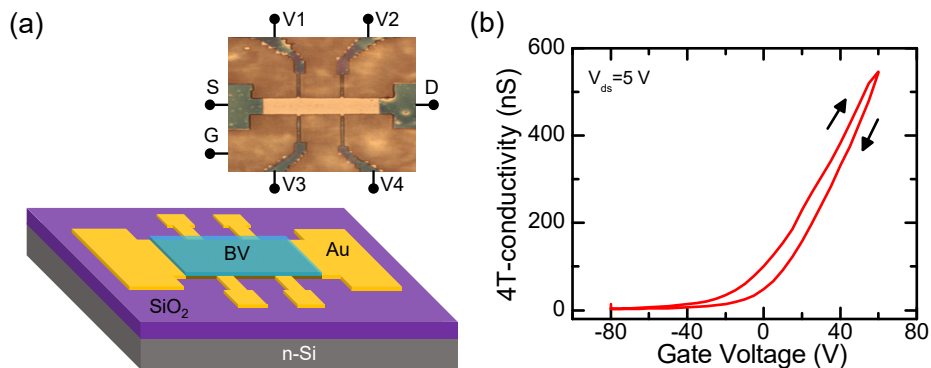 (a)
V1 V2
S D
G
V3 V4
BV Au
SiO₂
n-Si
(b)
600
400
200
0
4T-conductivity (nS)
V_ds=5 V
-80 -40 0 40 80
Gate Voltage (V)